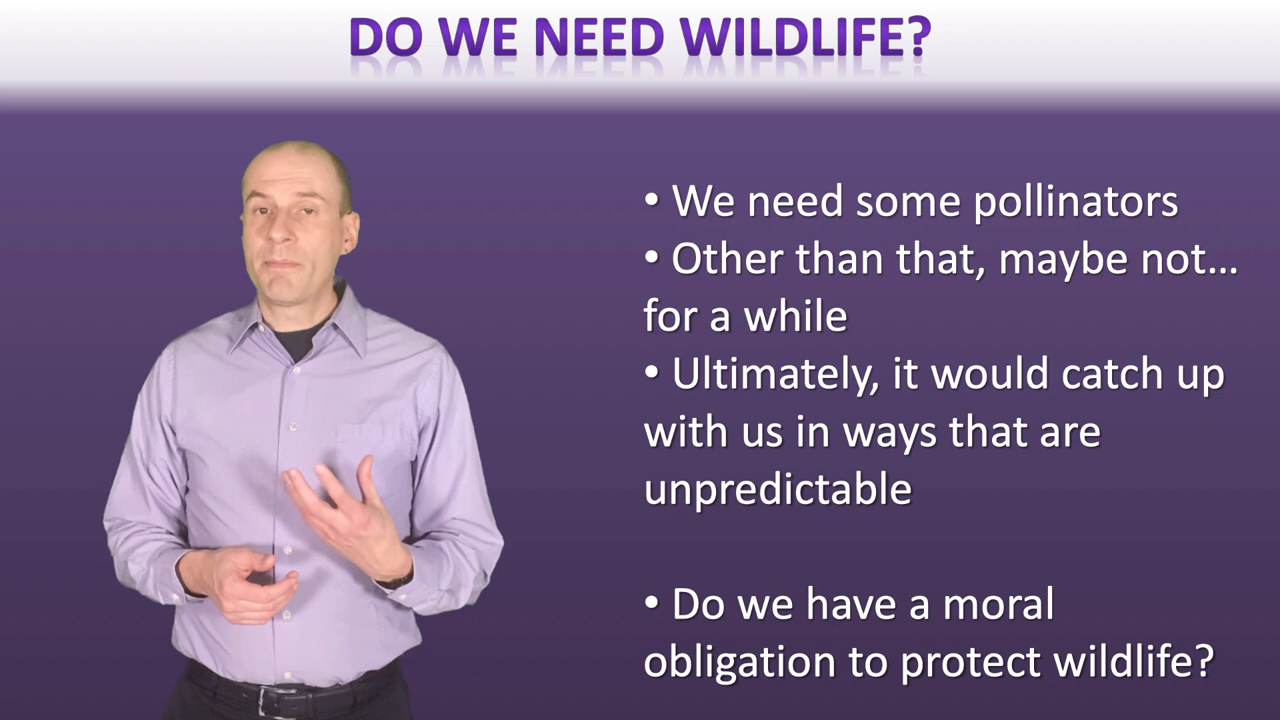 DO WE NEED WILDLIFE?
• We need some pollinators
• Other than that, maybe not…
for a while
• Ultimately, it would catch up
with us in ways that are
unpredictable
• Do we have a moral
obligation to protect wildlife?